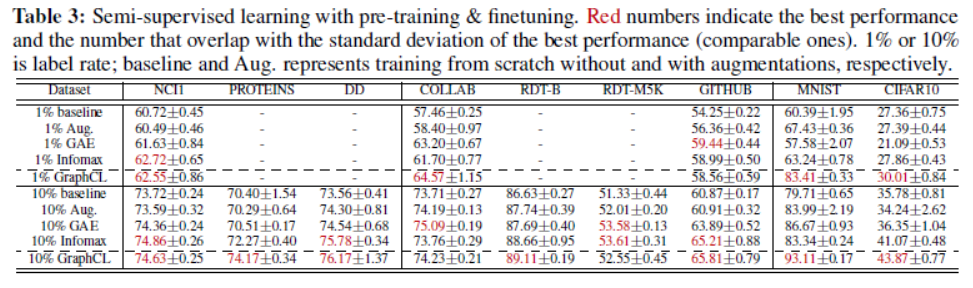 Table 3: Semi-supervised learning with pre-training & finetuning. Red numbers indicate the best performance
and the number that overlap with the standard deviation of the best performance (comparable ones). 1% or 10%
is label rate; baseline and Aug. represents training from scratch without and with augmentations, respectively.
Dataset NCI1 PROTEINS DD COLLAB RDT-B RDT-M5K GITHUB MNIST CIFAR10
1% baseline 60.72±0.45 - - 57.46±0.25 - - 54.25±0.22 60.39±1.95 27.36±0.75
1% Aug. 60.49±0.46 - - 58.40±0.97 - - 56.36±0.42 67.43±0.36 27.39±0.44
1% GAE 61.63±0.84 - - 63.20±0.67 - - 59.44±0.44 57.58±2.07 21.09±0.53
1% Infomax 62.72±0.65 - - 61.70±0.77 - - 58.99±0.50 63.24±0.78 27.86±0.43
1% GraphCL 62.55±0.86 - - 64.57±1.15 - - 58.56±0.59 83.41±0.33 30.01±0.84
10% baseline 73.72±0.24 70.40±1.54 73.56±0.41 73.71±0.27 86.63±0.27 51.33±0.44 60.87±0.17 79.71±0.65 35.78±0.81
10% Aug. 73.59±0.32 70.29±0.64 74.30±0.81 74.19±0.13 87.74±0.39 52.01±0.20 60.91±0.32 83.99±2.19 34.24±2.62
10% GAE 74.36±0.24 70.51±0.17 74.54±0.68 75.09±0.19 87.69±0.40 53.58±0.13 63.89±0.52 86.67±0.93 36.35±1.04
10% Infomax 74.86±0.26 72.27±0.40 75.78±0.34 73.76±0.29 88.66±0.95 53.61±0.31 65.21±0.88 83.34±0.24 41.07±0.48
10% GraphCL 74.63±0.25 74.17±0.34 76.17±1.37 74.23±0.21 89.11±0.19 52.55±0.45 65.81±0.79 93.11±0.17 43.87±0.77